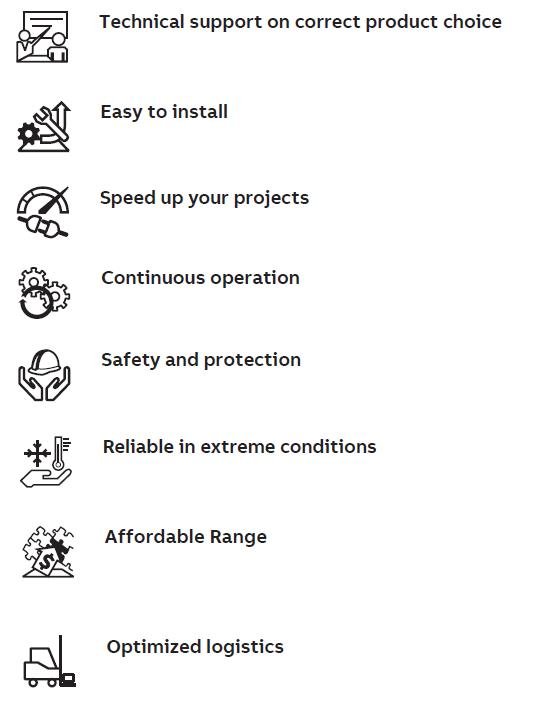 Technical support on correct product choice
Easy to install
Speed up your projects
Continuous operation
Safety and protection
Reliable in extreme conditions
Affordable Range
Optimized logistics